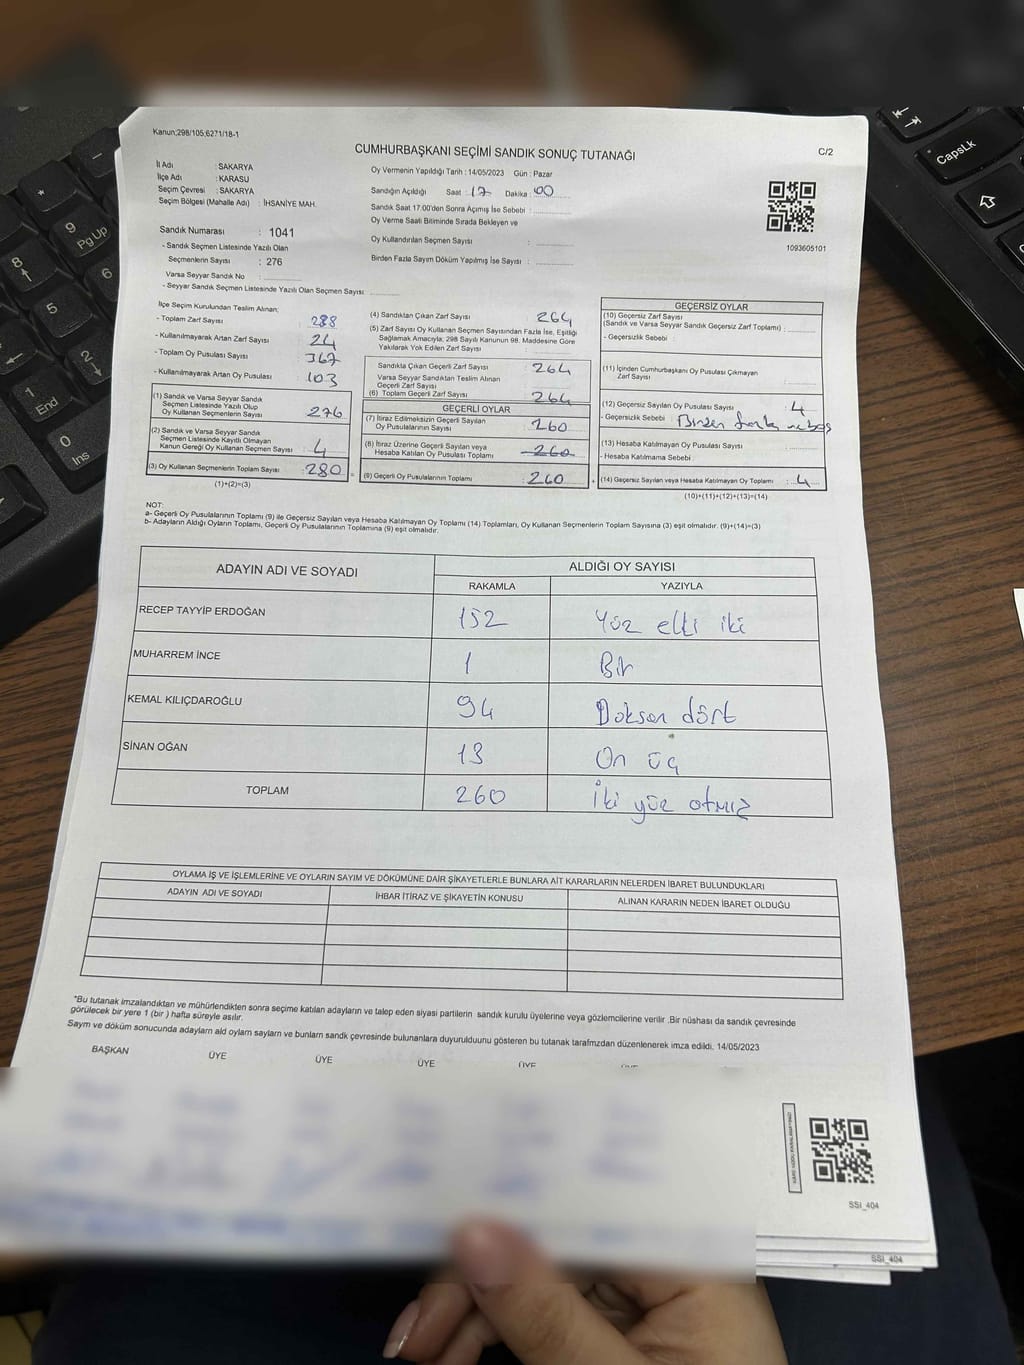 Kanun;298/105,6271/18-1
CUMHURBAŞKANI SEÇİMİ SANDIK SONUÇ TUTANAĞI
C/2
İl Adı : SAKARYA
İlçe Adı : KARASU
Seçim Çevresi : SAKARYA
Seçim Bölgesi (Mahalle Adı) : İHSANİYE MAH.
Sandık Numarası : 1041
- Sandık Seçmen Listesinde Yazılı Olan
Seçmenlerin Sayısı : 276
Varsa Seyyar Sandık No :
- Seyyar Sandık Seçmen Listesinde Yazılı Olan Seçmen Sayısı :
Oy Vermenin Yapıldığı Tarih : 14/05/2023 Gün : Pazar
Sandığın Açıldığı Saat : 17 Dakika : 00
Sandık Saat 17:00'den Sonra Açımış İse Sebebi :
Oy Verme Saati Bitiminde Sırada Bekleyen ve
Oy Kullandırılan Seçmen Sayısı :
Birden Fazla Sayım Döküm Yapılmış İse Sayısı :
1093605101
İlçe Seçim Kurulundan Teslim Alınan:
- Toplam Zarf Sayısı : 288
- Kullanılmayarak Artan Zarf Sayısı : 24
- Toplam Oy Pusulası Sayısı : 367
- Kullanılmayarak Artan Oy Pusulası : 103
(1) Sandık ve Varsa Seyyar Sandık
Seçmen Listesinde Yazılı Olup
Oy Kullanan Seçmenlerin Sayısı : 276
(2) Sandık ve Varsa Seyyar Sandık
Seçmen Listesinde Kayıtlı Olmayan
Kanun Gereği Oy Kullanan Seçmen Sayısı : 4
(3) Oy Kullanan Seçmenlerin Toplam Sayısı : 280
(1)+(2)=(3)
(4) Sandıktan Çıkan Zarf Sayısı : 264
(5) Zarf Sayısı Oy Kullanan Seçmen Sayısından Fazla İse, Eşitliği
Sağlamak Amacıyla; 298 Sayılı Kanunun 98. Maddesine Göre
Yakılarak Yok Edilen Zarf Sayısı :
Sandıkla Çıkan Geçerli Zarf Sayısı : 264
Varsa Seyyar Sandıktan Teslim Alınan
Geçerli Zarf Sayısı :
(6) Toplam Geçerli Zarf Sayısı : 264
GEÇERLİ OYLAR
(7) İtiraz Edilmeksizin Geçerli Sayılan
Oy Pusulalarının Sayısı : 260
(8) İtiraz Üzerine Geçerli Sayılan veya
Hesaba Katılan Oy Pusulası Toplamı : 260
(9) Geçerli Oy Pusulalarının Toplamı : 260
GEÇERSİZ OYLAR
(10) Geçersiz Zarf Sayısı
(Sandık ve Varsa Seyyar Sandık Geçersiz Zarf Toplamı) :
- Geçersizlik Sebebi :
(11) İçinden Cumhurbaşkanı Oy Pusulası Çıkmayan
Zarf Sayısı :
(12) Geçersiz Sayılan Oy Pusulası Sayısı : 4
- Geçersizlik Sebebi : Birden fazla
(13) Hesaba Katılmayan Oy Pusulası Sayısı :
- Hesaba Katılmama Sebebi :
(14) Geçersiz Sayılan veya Hesaba Katılmayan Oy Toplamı : 4
(10)+(11)+(12)+(13)=(14)
NOT:
a- Geçerli Oy Pusulalarının Toplamı (9) ile Geçersiz Sayılan veya Hesaba Katılmayan Oy Toplamı (14) Toplamları, Oy Kullanan Seçmenlerin Toplam Sayısına (3) eşit olmalıdır. (9)+(14)=(3)
b- Adayların Aldığı Oyların Toplamı, Geçerli Oy Pusulalarının Toplamına (9) eşit olmalıdır.
ADAYIN ADI VE SOYADI
ALDIĞI OY SAYISI
RAKAMLA YAZIYLA
RECEP TAYYİP ERDOĞAN 152 Yüz elli iki
MUHARREM İNCE 1 Bir
KEMAL KILIÇDAROĞLU 94 Doksan dört
SİNAN OĞAN 13 On üç
TOPLAM 260 İki yüz otmız
OYLAMA İŞ VE İŞLEMLERİNE VE OYLARIN SAYIM VE DÖKÜMÜNE DAİR ŞİKAYETLERLE BUNLARA AİT KARARLARIN NELERDEN İBARET BULUNDUKLARI
ADAYIN ADI VE SOYADI
İHBAR İTİRAZ VE ŞİKAYETİN KONUSU
ALINAN KARARIN NEDEN İBARET OLDUĞU
*Bu tutanak imzalandıktan ve mühürlendikten sonra seçime katılan adayların ve talep eden siyasi partilerin sandık kurulu üyelerine veya gözlemcilerine verilir .Bir nüshası da sandık çevresinde
görülecek bir yere 1 (bir ) hafta süreyle asılır.
Saym ve döküm sonucunda adaylarn ald oylarn saylarn ve bunlarn sandk çevresinde bulunanlara duyurulduunu gösteren bu tutanak tarafmzdan düzenlenerek imza edildi. 14/05/2023
BAŞKAN ÜYE ÜYE ÜYE ÜYE ÜYE
SSI_404
SSI_404
CapsLk
PgUp
9
8
6
5
2
1
End
0
Ins